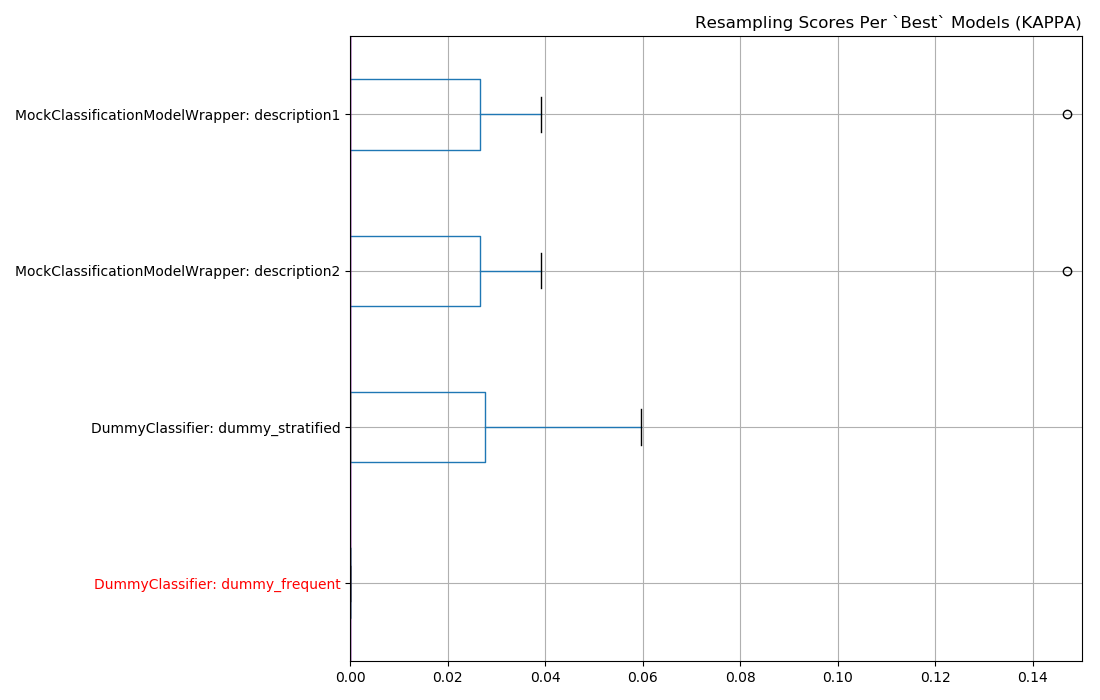 Resampling Scores Per `Best` Models (KAPPA)
MockClassificationModelWrapper: description1
MockClassificationModelWrapper: description2
DummyClassifier: dummy_stratified
DummyClassifier: dummy_frequent
0.00 0.02 0.04 0.06 0.08 0.10 0.12 0.14